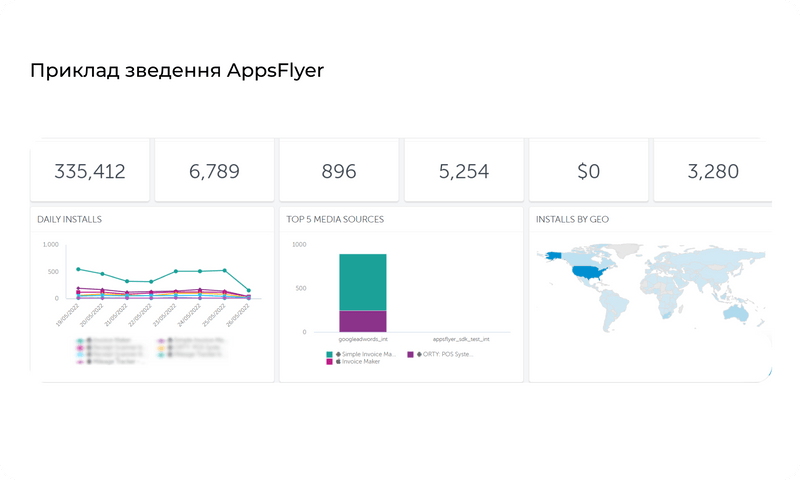 Приклад зведення AppsFlyer
335,412
6,789
896
5,254
$0
3,280
DAILY INSTALLS
1,000
500
0
19/05/2022
20/05/2022
21/05/2022
22/05/2022
23/05/2022
24/05/2022
25/05/2022
26/05/2022
TOP 5 MEDIA SOURCES
1000
500
0
googleadwords_int
appsflyer_sdk_test_int
Simple Invoice Ma...
CIRTY: POS Syste...
Invoice Maker
INSTALLS BY GEO